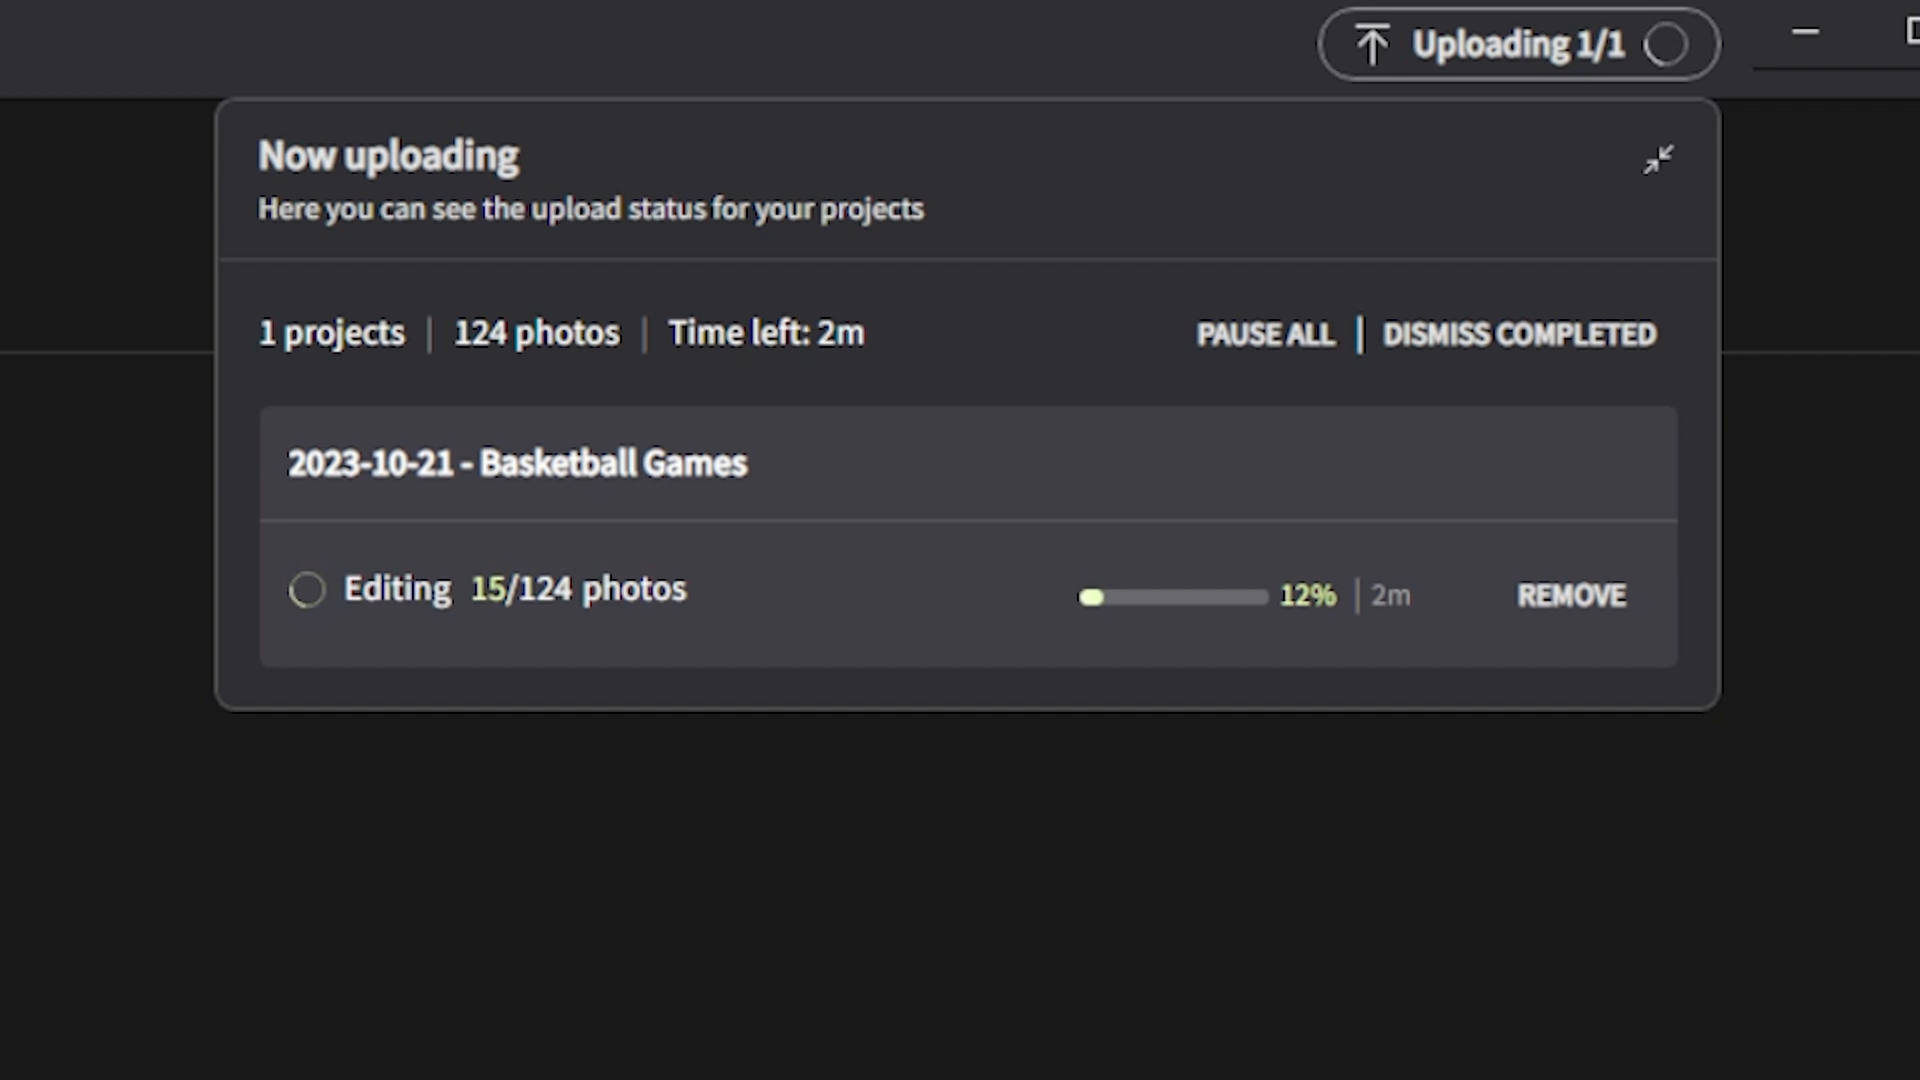 Uploading 1/1
Now uploading
Here you can see the upload status for your projects
1 projects | 124 photos | Time left: 2m
PAUSE ALL | DISMISS COMPLETED
2023-10-21 - Basketball Games
Editing 15/124 photos
12% | 2m
REMOVE